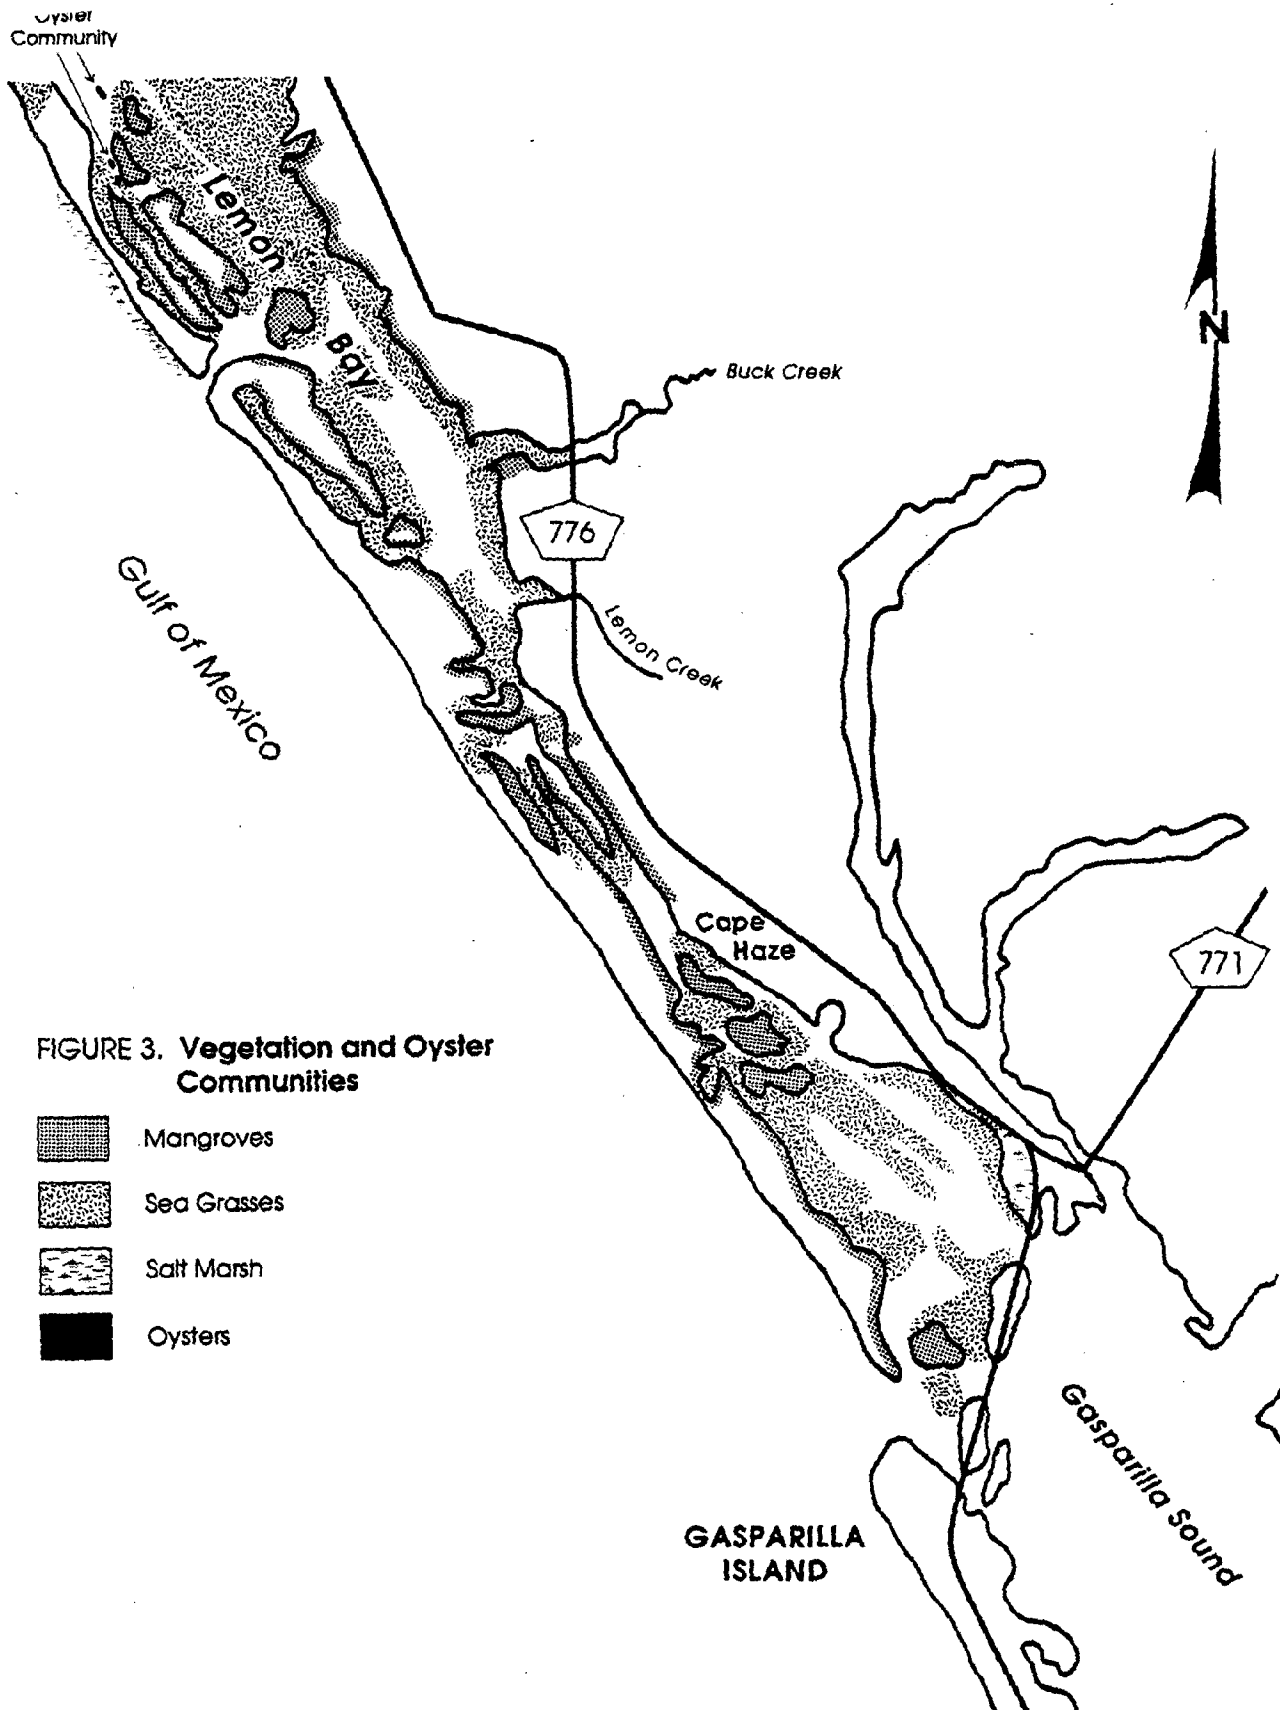 Oyster
Community
Lemon
Bay
Buck Creek
N
776
Gulf of Mexico
Lemon Creek
Cape
Haze
771
FIGURE 3. Vegetation and Oyster
Communities
Mangroves
Sea Grasses
Salt Marsh
Oysters
Gasparilla Sound
GASPARILLA
ISLAND